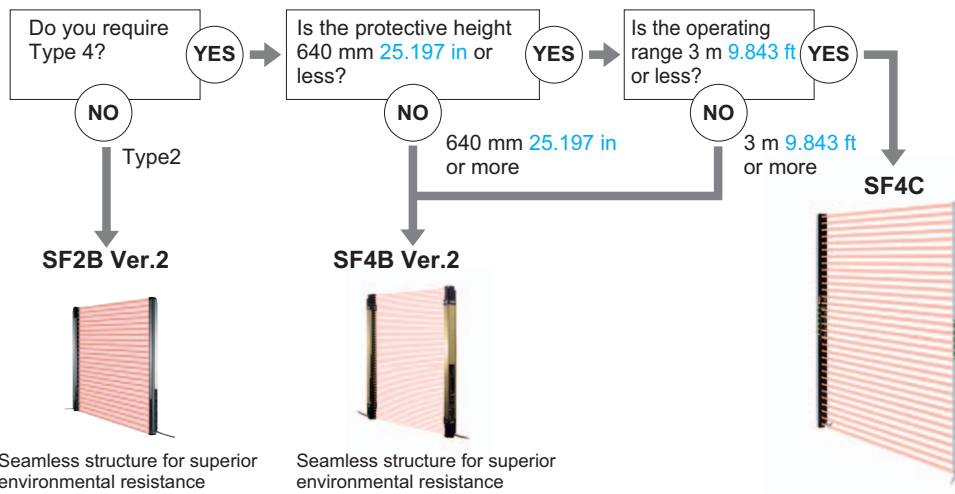 Do you require
Type 4?
YES
NO
Type2
SF2B Ver.2
Seamless structure for superior
environmental resistance
Is the protective height
640 mm 25.197 in or
less?
YES
NO
640 mm 25.197 in
or more
SF4B Ver.2
Seamless structure for superior
environmental resistance
Is the operating
range 3 m 9.843 ft
or less?
YES
NO
3 m 9.843 ft
or more
SF4C